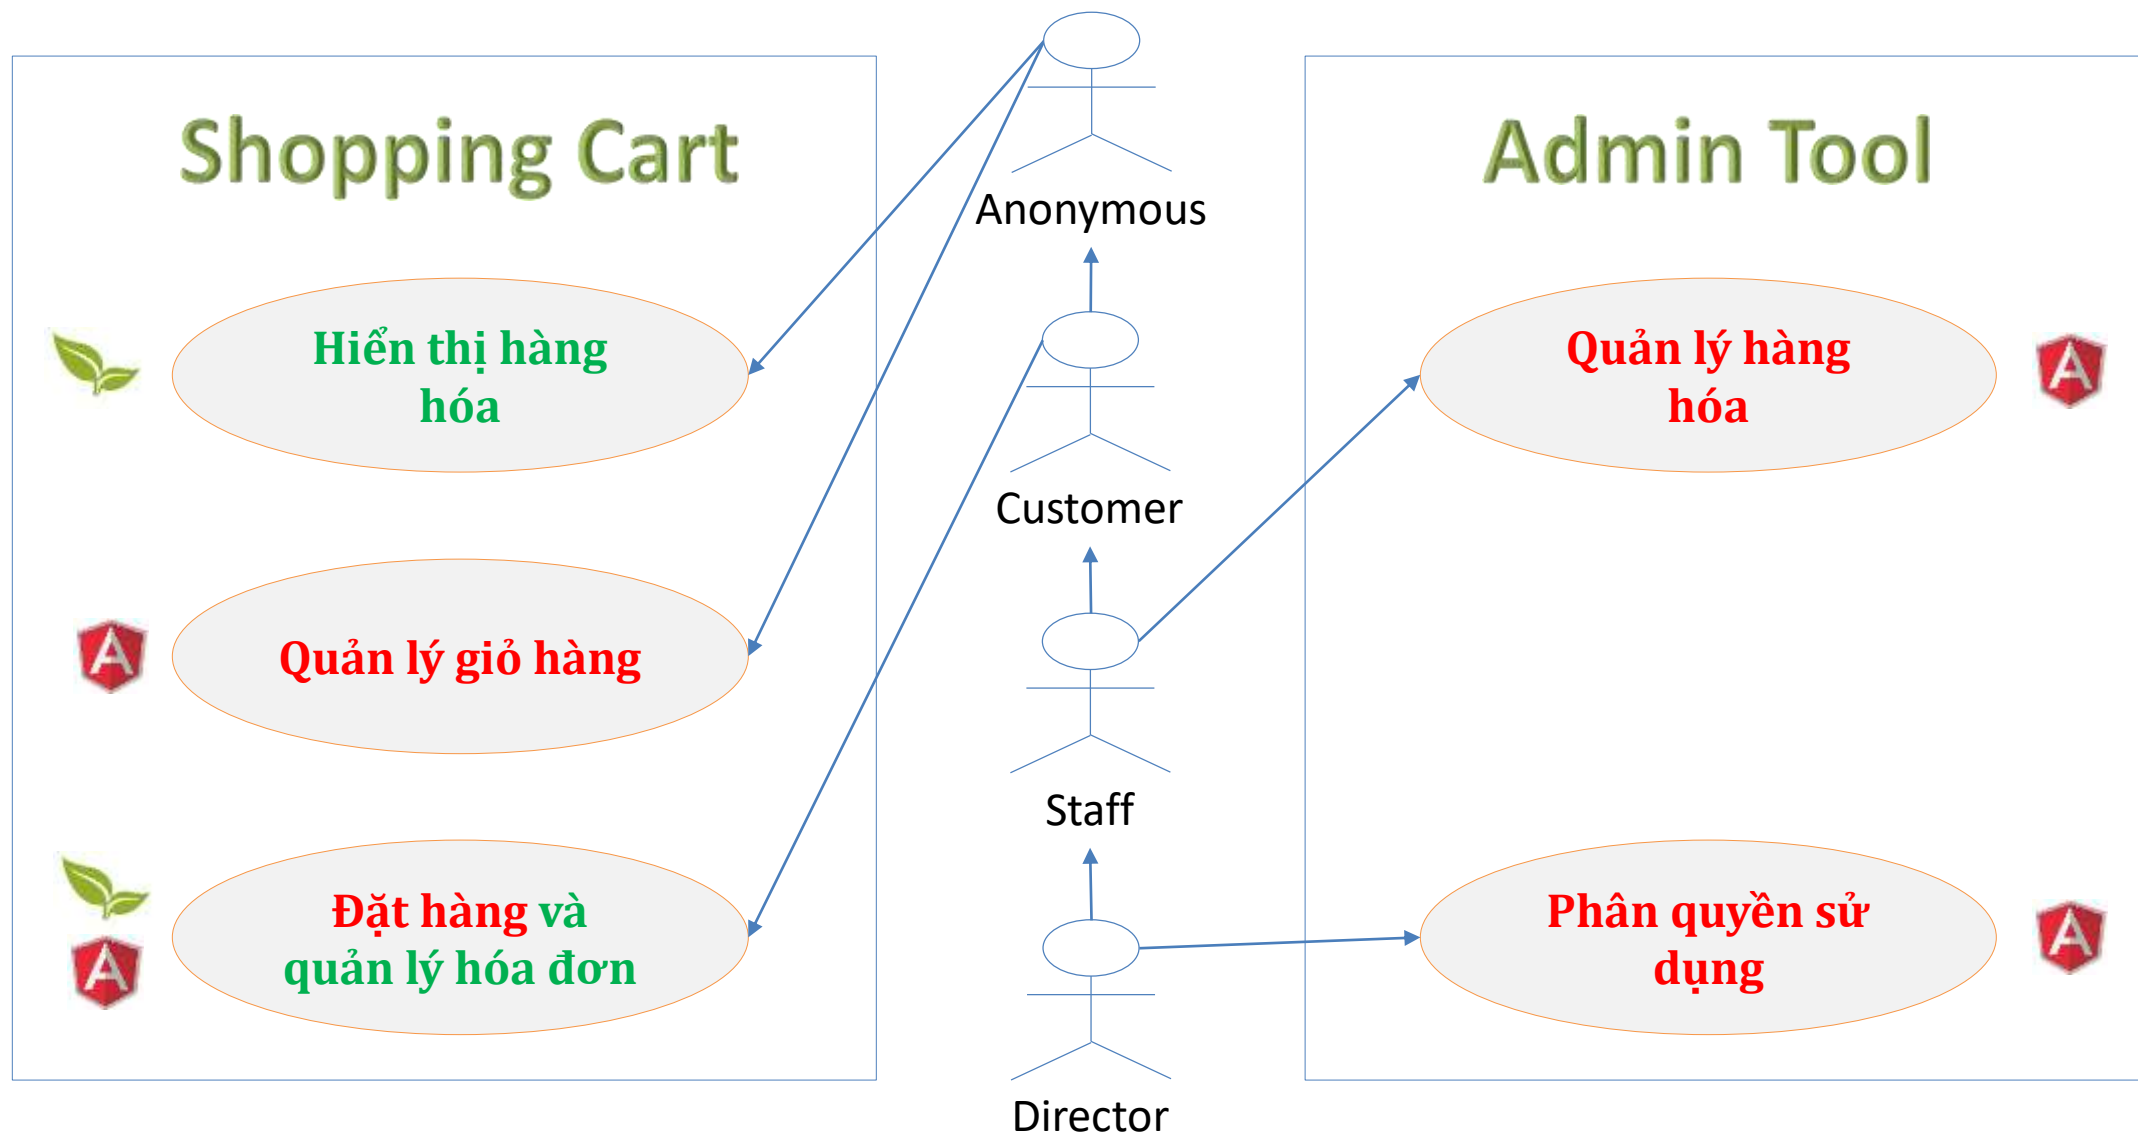 Shopping Cart
Hiển thị hàng
hóa
Quản lý giỏ hàng
Đặt hàng và
quản lý hóa đơn
Anonymous
Customer
Staff
Director
Admin Tool
Quản lý hàng
hóa
Phân quyền sử
dụng